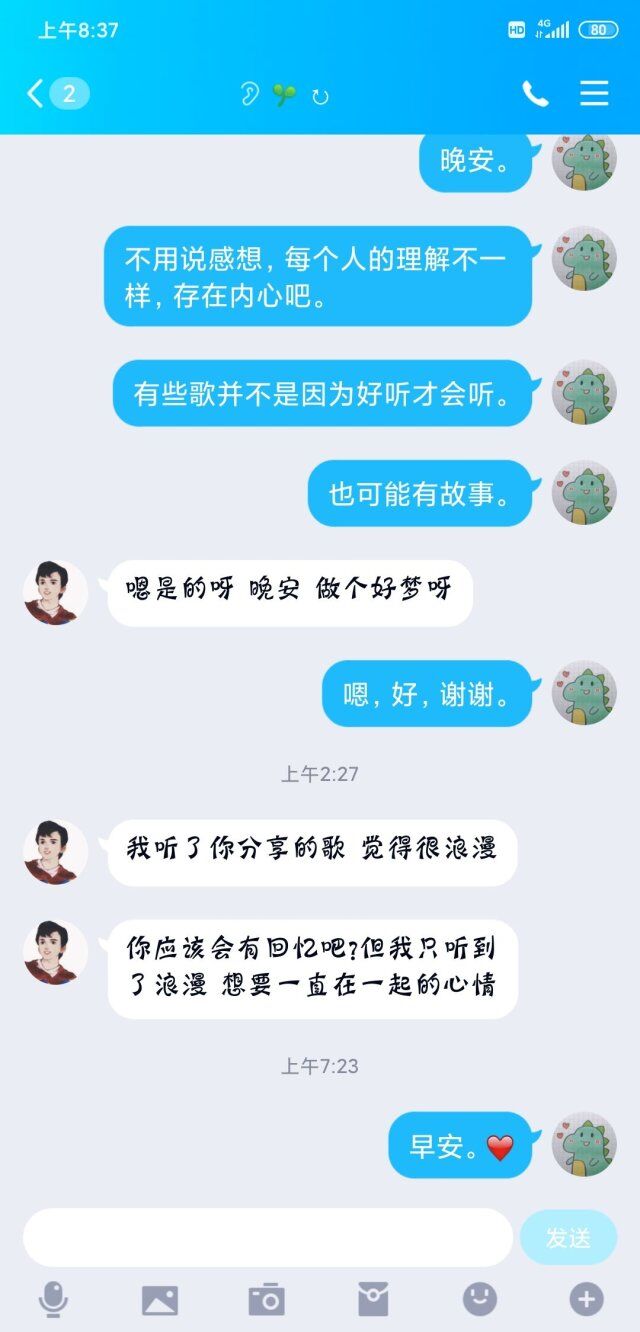 上午8:37
HD 4G 80
2
晚安。
不用说感想，每个人的理解不一
样，存在内心吧。
有些歌并不是因为好听才会听。
也可能有故事。
嗯是的呀 晚安 做个好梦呀
嗯，好，谢谢。
上午2:27
我听了你分享的歌 觉得很浪漫
你应该会有回忆吧?但我只听到
了浪漫 想要一直在一起的心情
上午7:23
早安。❤️
发送